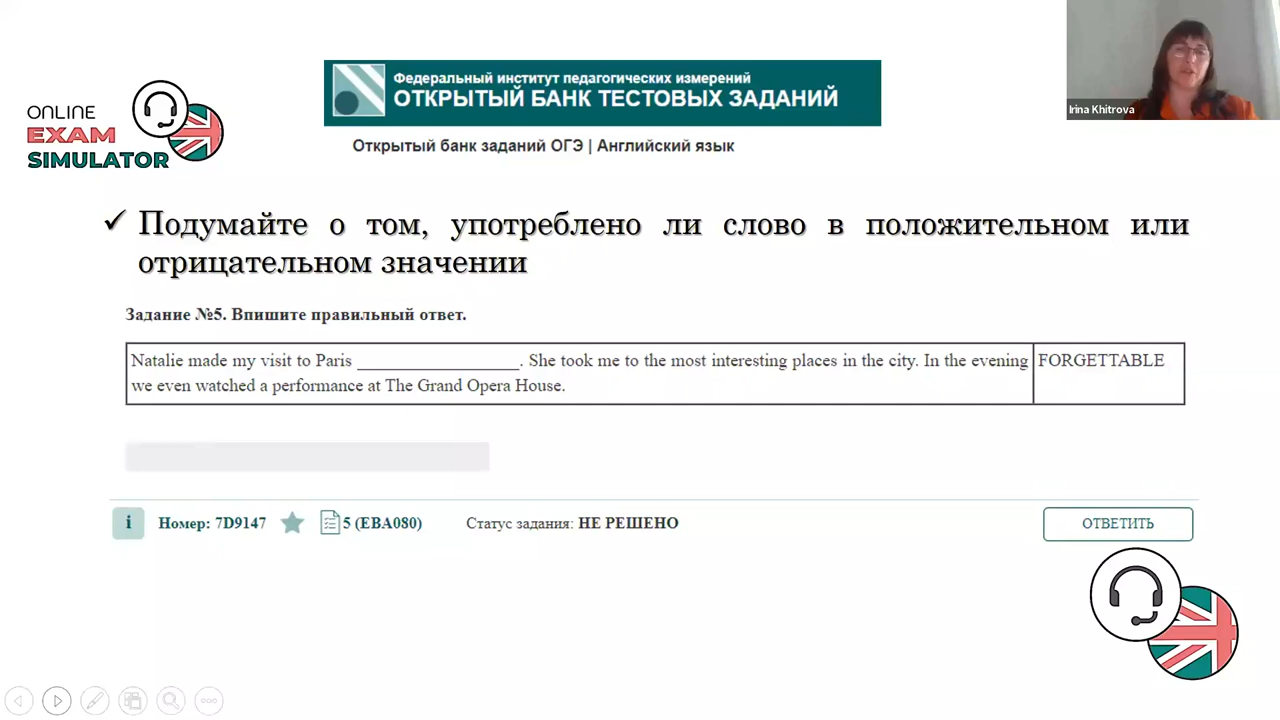 ONLINE
EXAM
SIMULATOR
Федеральный институт педагогических измерений
ОТКРЫТЫЙ БАНК ТЕСТОВЫХ ЗАДАНИЙ
Открытый банк заданий ОГЭ | Английский язык
Irina Khitrova
✓ Подумайте о том, употреблено ли слово в положительном или
отрицательном значении
Задание №5. Впишите правильный ответ.
Natalie made my visit to Paris __________________. She took me to the most interesting places in the city. In the evening
we even watched a performance at The Grand Opera House.
FORGETTABLE
i Номер: 7D9147 5 (EBA080) Статус задания: НЕ РЕШЕНО ОТВЕТИТЬ